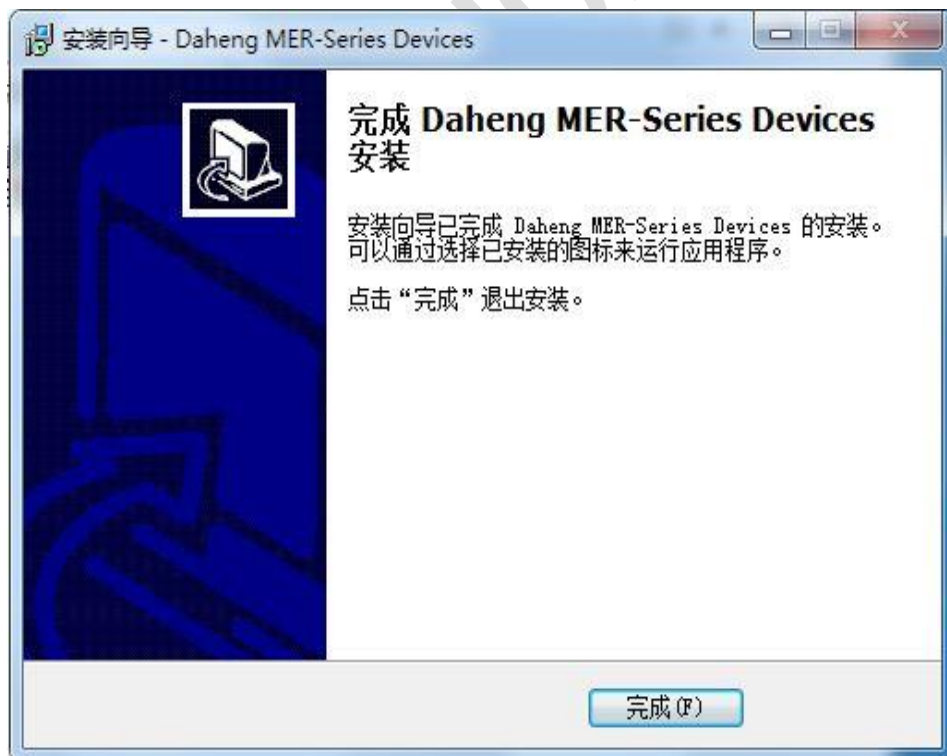 安装向导 - Daheng MER-Series Devices
完成 Daheng MER-Series Devices
安装
安装向导已完成 Daheng MER-Series Devices 的安装。
可以通过选择已安装的图标来运行应用程序。
点击“完成”退出安装。
完成(F)